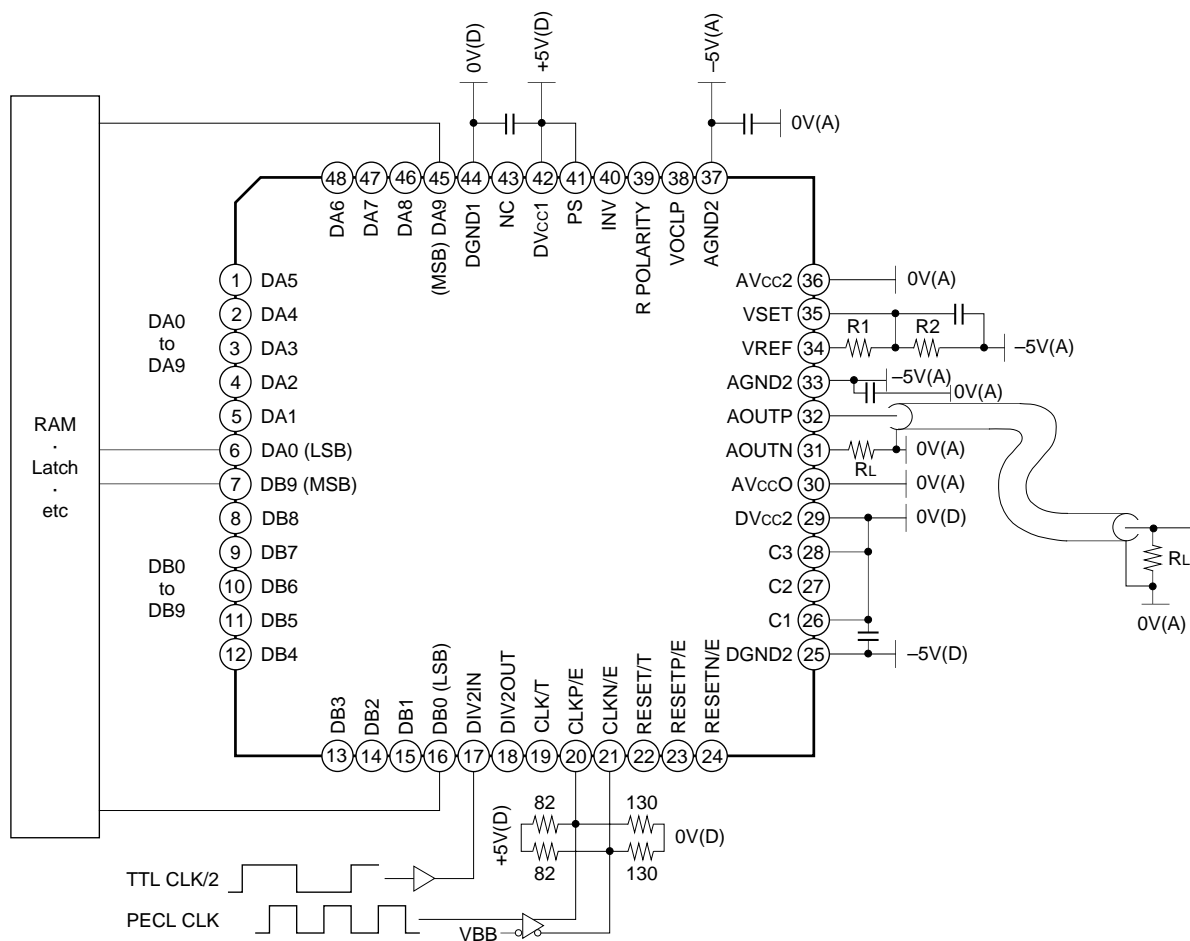 0V(D)
+5V(D)
–5V(A)
0V(A)
48 47 46 45 44 43 42 41 40 39 38 37
DA6
DA7
DA8
(MSB) DA9
DGND1
NC
DVCC1
PS
INV
R POLARITY
VOCLP
AGND2
RAM
·
Latch
·
etc
DA0
to
DA9
DB0
to
DB9
1 DA5
2 DA4
3 DA3
4 DA2
5 DA1
6 DA0 (LSB)
7 DB9 (MSB)
8 DB8
9 DB7
10 DB6
11 DB5
12 DB4
AVCC2 36 0V(A)
VSET 35
R1 R2
VREF 34 –5V(A)
AGND2 33 –5V(A)
0V(A)
AOUTP 32
AOUTN 31 RL 0V(A)
AVCCO 30 0V(A)
DVCC2 29 0V(D)
C3 28
C2 27
C1 26
DGND2 25 –5V(D)
RL
0V(A)
DB3
DB2
DB1
DB0 (LSB)
DIV2IN
DIV2OUT
CLK/T
CLKP/E
CLKN/E
RESET/T
RESETP/E
RESETN/E
13 14 15 16 17 18 19 20 21 22 23 24
82 130
+5V(D)
0V(D)
82 130
TTL CLK/2
PECL CLK
VBB